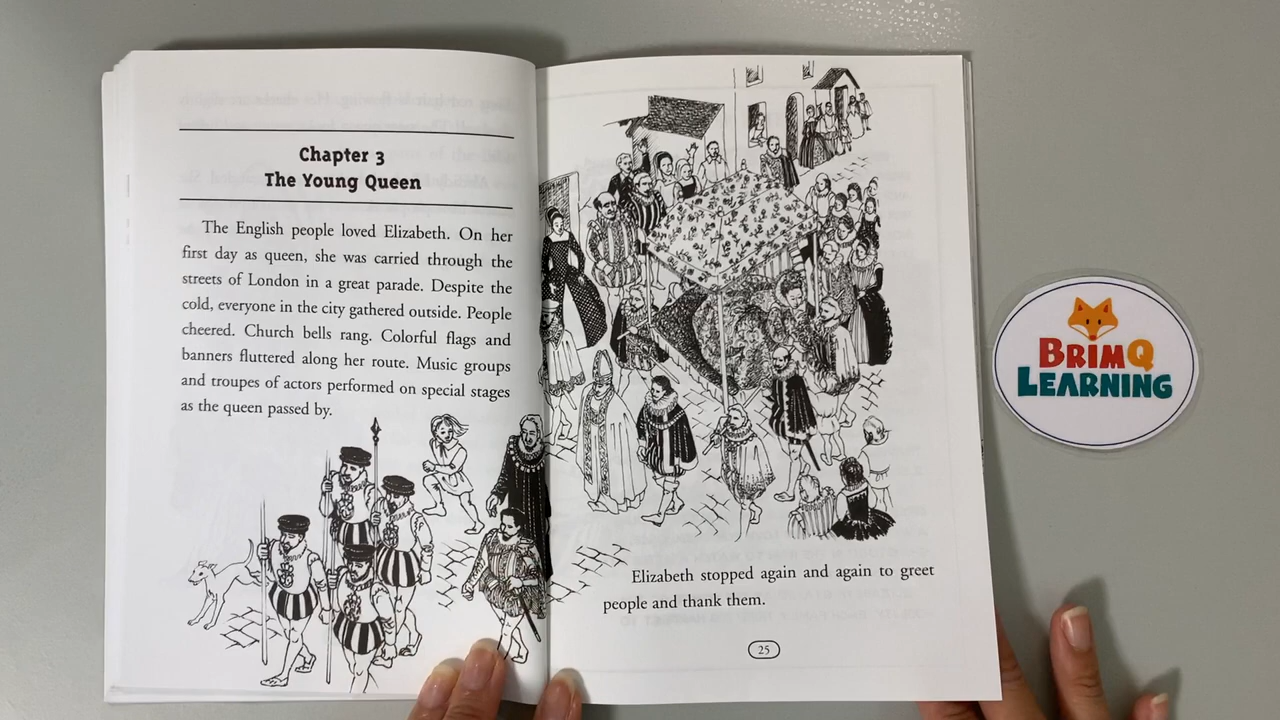 Chapter 3
The Young Queen
The English people loved Elizabeth. On her
first day as queen, she was carried through the
streets of London in a great parade. Despite the
cold, everyone in the city gathered outside. People
cheered. Church bells rang. Colorful flags and
banners fluttered along her route. Music groups
and troupes of actors performed on special stages
as the queen passed by.
Elizabeth stopped again and again to greet
people and thank them.
25
BRIMQ
LEARNING